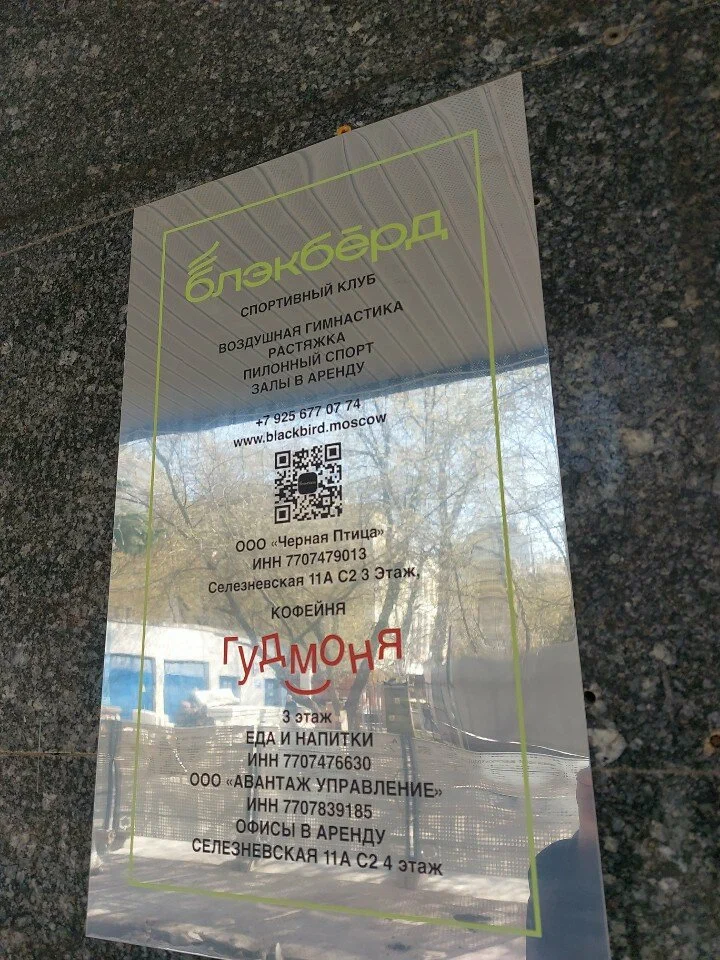 блэкбёрд
СПОРТИВНЫЙ КЛУБ
ВОЗДУШНАЯ ГИМНАСТИКА
РАСТЯЖКА
ПИЛОННЫЙ СПОРТ
ЗАЛЫ В АРЕНДУ
+7 925 677 07 74
www.blackbird.moscow
ООО «Черная Птица»
ИНН 7707479013
Селезневская 11А С2 3 Этаж,
КОФЕЙНЯ
ГУДМОНЯ
3 этаж
ЕДА И НАПИТКИ
ИНН 7707476630
ООО «АВАНТАЖ УПРАВЛЕНИЕ»
ИНН 7707839185
ОФИСЫ В АРЕНДУ
СЕЛЕЗНЕВСКАЯ 11А С2 4 этаж